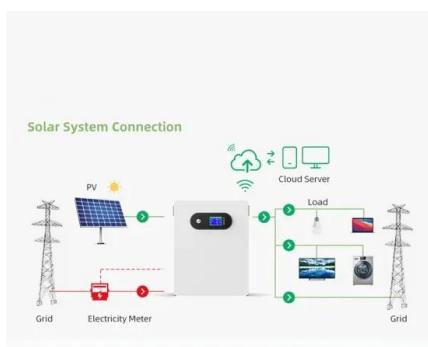 Solar System Connection
Cloud Server
PV
Load
Grid
Electricity Meter
Grid